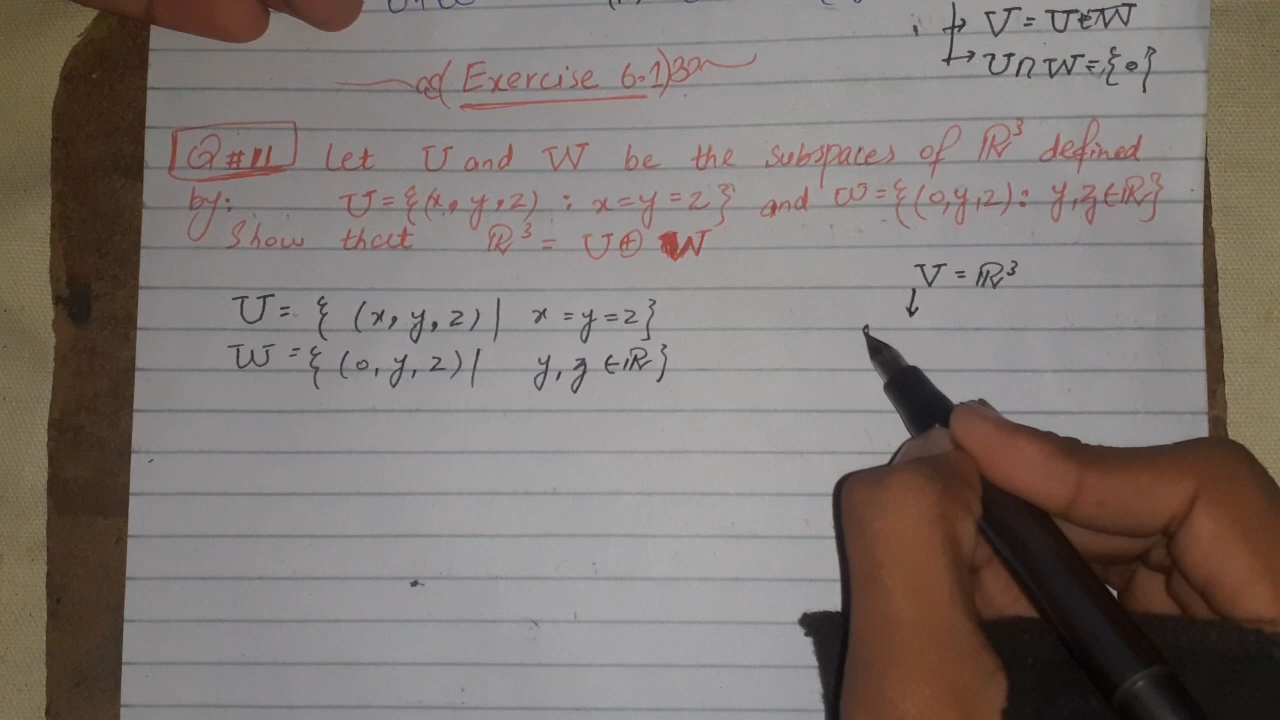 V = U+W
U∩W={0}
Exercise 6.1
Q#11 Let U and W be the subspaces of ℝ³ defined
by: U={(x,y,z) : x=y=z} and W={(0,y,z): y,z∈ℝ}
Show that ℝ³ = U⊕W
V = ℝ³
U = {(x,y,z)| x=y=z}
W = {(0,y,z)| y,z∈ℝ}